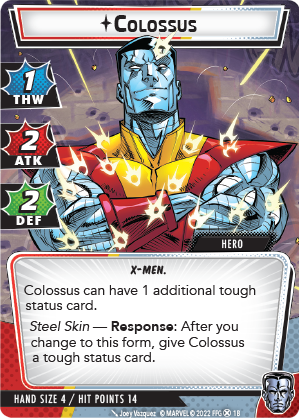 Colossus
1
THW
2
ATK
2
DEF
HERO
X-MEN.
Colossus can have 1 additional tough
status card.
Steel Skin — Response: After you
change to this form, give Colossus
a tough status card.
HAND SIZE 4 / HIT POINTS 14
Joey Vazquez © MARVEL © 2022 FFG 18